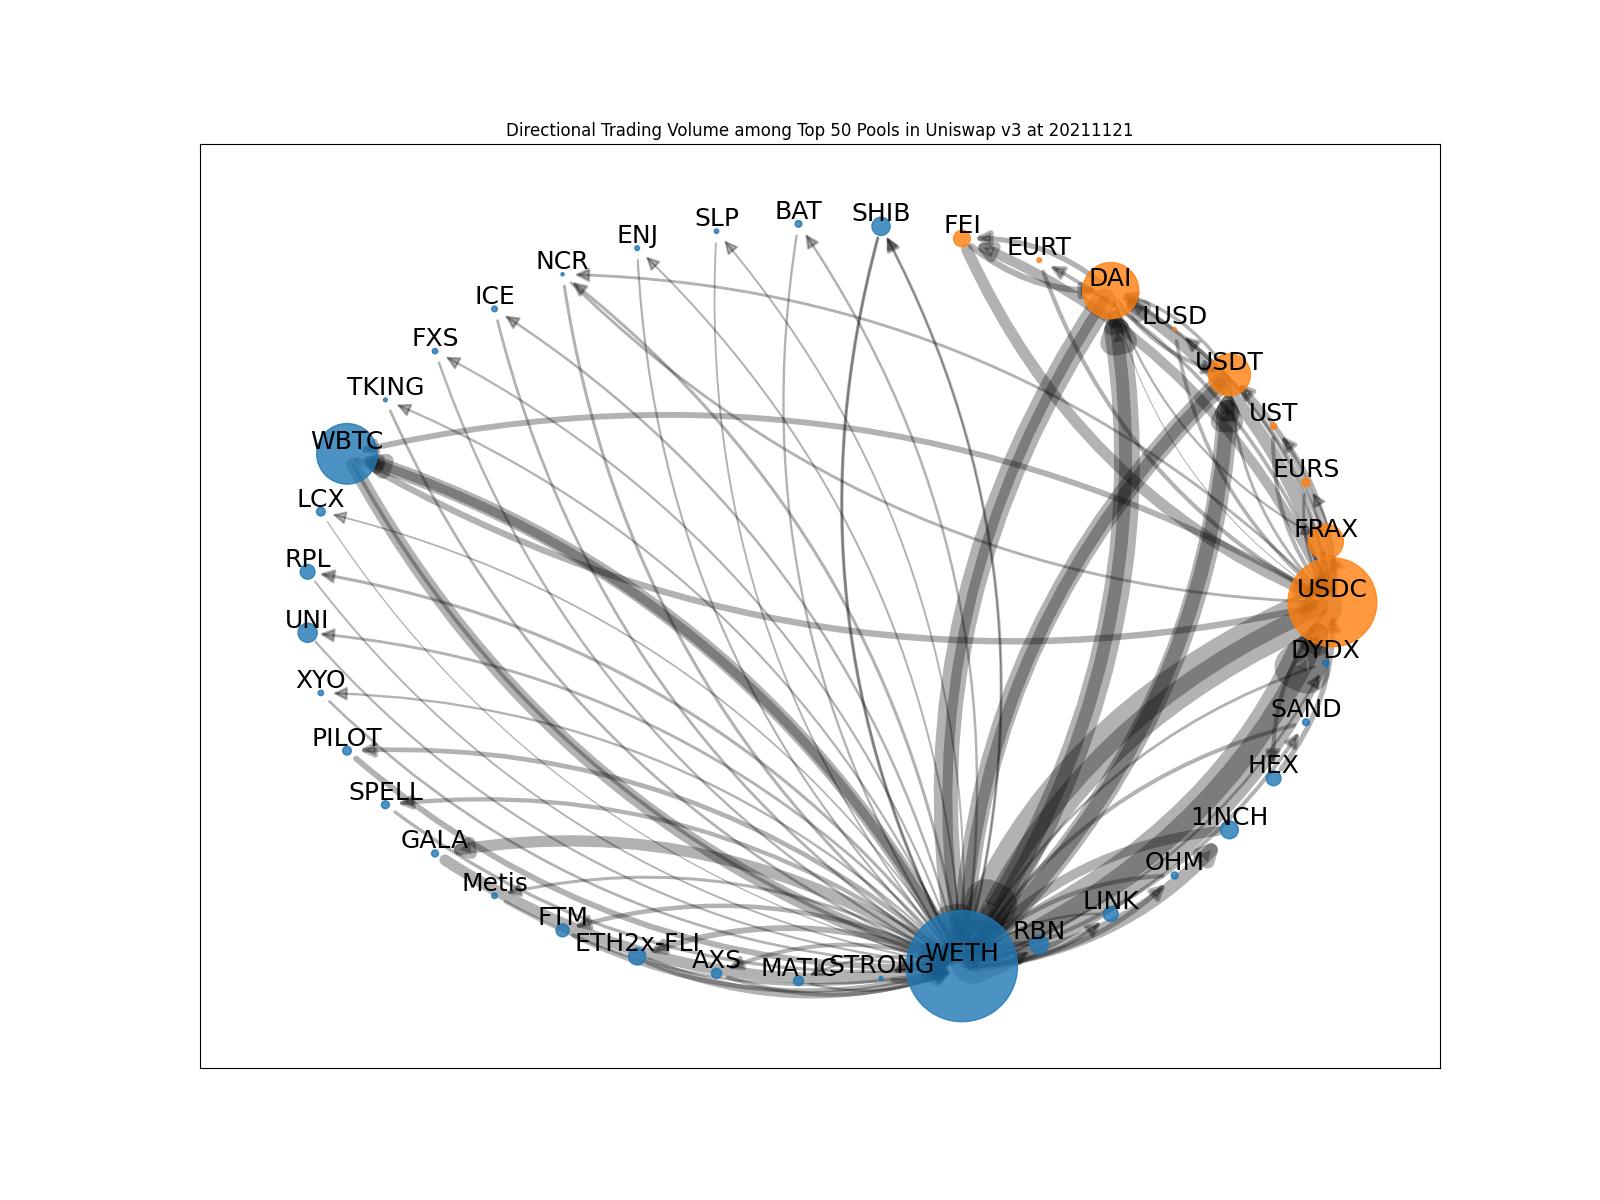 Directional Trading Volume among Top 50 Pools in Uniswap v3 at 20211121
SHIB
BAT
SLP
ENJ
NCR
ICE
FXS
TKING
WBTC
LCX
RPL
UNI
XYO
PILOT
SPELL
GALA
Metis
FTM
ETH2x-FLI
AXS
MATIC
STRONG
WETH
RBN
LINK
OHM
1INCH
HEX
SAND
DYDX
USDC
FRAX
EURS
UST
USDT
LUSD
DAI
EURT
FEI